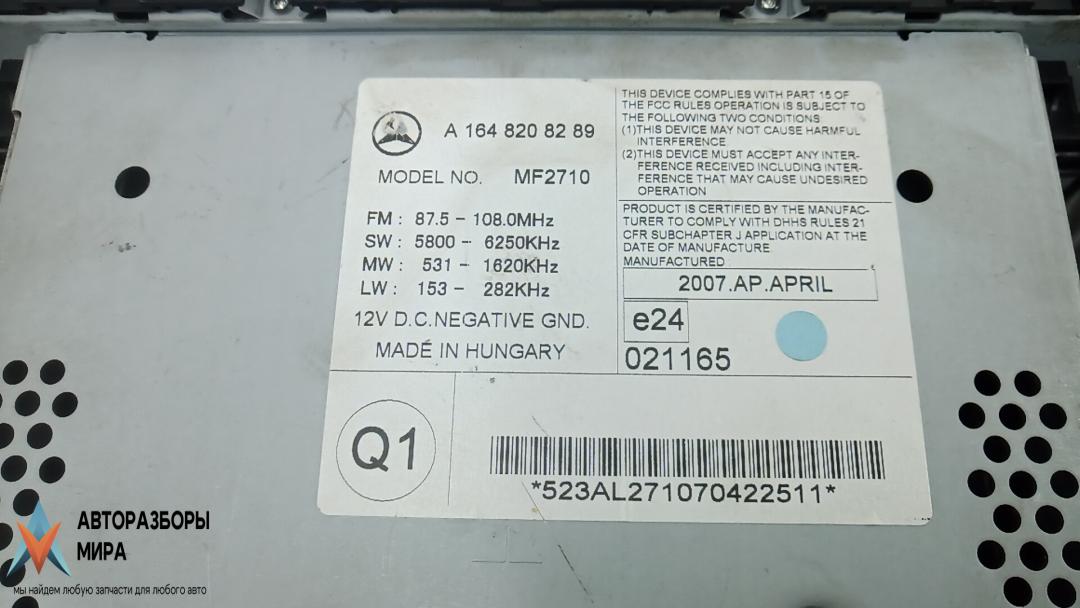 A 164 820 82 89
MODEL NO. MF2710
FM : 87.5 - 108.0MHz
SW : 5800 - 6250KHz
MW : 531 - 1620KHz
LW : 153 - 282KHz
12V D.C.NEGATIVE GND.
MADÉ IN HUNGARY
THIS DEVICE COMPLIES WITH PART 15 OF
THE FCC RULES OPERATION IS SUBJECT TO
THE FOLLOWING TWO CONDITIONS:
(1)THIS DEVICE MAY NOT CAUSE HARMFUL
INTERFERENCE
(2)THIS DEVICE MUST ACCEPT ANY INTER-
FERENCE RECEIVED INCLUDING INTER-
FERENCE THAT MAY CAUSE UNDESIRED
OPERATION
PRODUCT IS CERTIFIED BY THE MANUFAC-
TURER TO COMPLY WITH DHHS RULES 21
CFR SUBCHAPTER J APPLICATION AT THE
DATE OF MANUFACTURE
MANUFACTURED
2007.AP.APRIL
e24
021165
Q1
*523AL271070422511*
АВТОРАЗБОРЫ
МИРА
мы найдем любую запчасти для любого авто